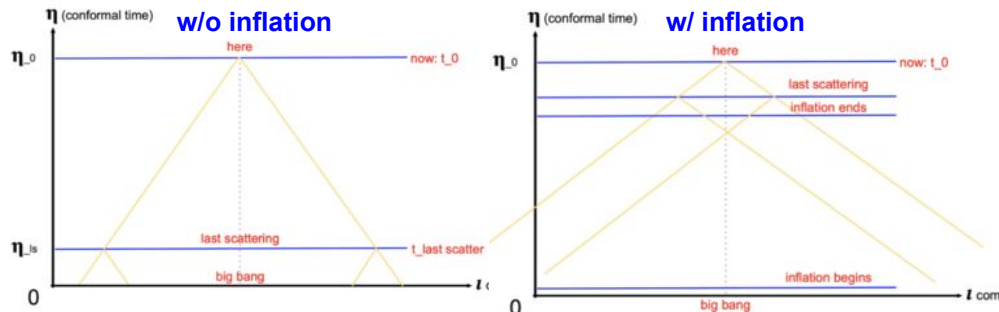 w/o inflation
η (conformal time)
here
η_0
now: t_0
last scattering
η_ls
t_last scatter
big bang
0
l c
w/ inflation
η (conformal time)
here
η_0
now: t_0
last scattering
inflation ends
inflation begins
0
big bang
l com